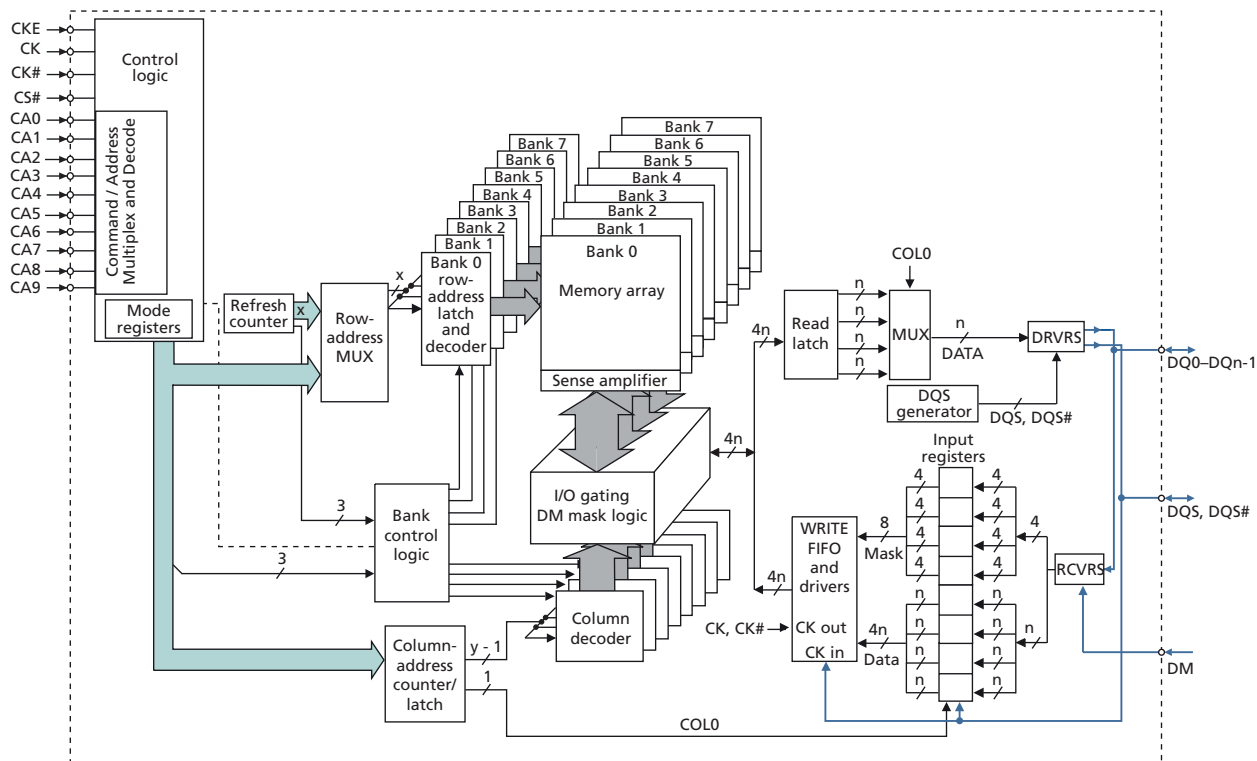 CKE
CK
CK#
CS#
CA0
CA1
CA2
CA3
CA4
CA5
CA6
CA7
CA8
CA9
Control
logic
Command / Address
Multiplex and Decode
Mode
registers
Refresh
counter
x
Row-
address
MUX
x
Bank 7
Bank 6
Bank 5
Bank 4
Bank 3
Bank 2
Bank 1
Bank 0
row-
address
latch
and
decoder
Bank 7
Bank 6
Bank 5
Bank 4
Bank 3
Bank 2
Bank 1
Bank 0
Memory array
Sense amplifier
3
3
Bank
control
logic
I/O gating
DM mask logic
Column
decoder
Column-
address
counter/
latch
y - 1
1
COL0
4n
4n
4n
Read
latch
n
n
n
n
COL0
MUX
n
DATA
DRVRS
DQS
generator
DQS, DQS#
DQ0–DQn-1
DQS, DQS#
DM
Input
registers
4
4
4
4
n
n
n
n
4
4
4
4
n
n
n
n
4
n
RCVRS
8
Mask
4n
Data
WRITE
FIFO
and
drivers
CK out
CK in
CK, CK#